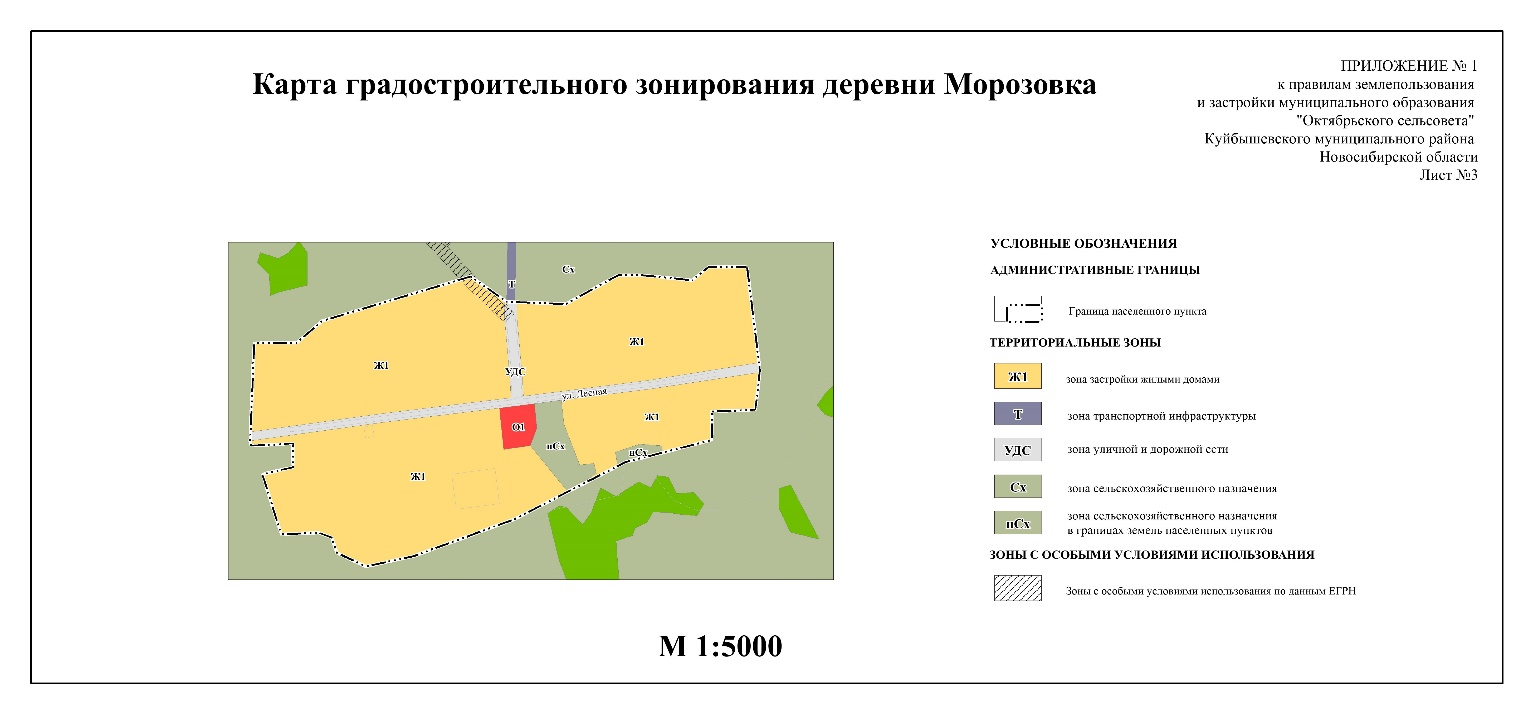 Карта градостроительного зонирования деревни Морозовка
ПРИЛОЖЕНИЕ № 1
к правилам землепользования
и застройки муниципального образования
"Октябрьского сельсовета"
Куйбышевского муниципального района
Новосибирской области
Лист №3
Сх
Т
Ж1
Ж1
УДС
ул. Лесная
Ж1
О1
пСх
пСх
Ж1
УСЛОВНЫЕ ОБОЗНАЧЕНИЯ
АДМИНИСТРАТИВНЫЕ ГРАНИЦЫ
Граница населенного пункта
ТЕРРИТОРИАЛЬНЫЕ ЗОНЫ
Ж1 зона застройки жилыми домами
Т зона транспортной инфраструктуры
УДС зона уличной и дорожной сети
Сх зона сельскохозяйственного назначения
пСх зона сельскохозяйственного назначения
в границах земель населенных пунктов
ЗОНЫ С ОСОБЫМИ УСЛОВИЯМИ ИСПОЛЬЗОВАНИЯ
Зоны с особыми условиями использования по данным ЕГРН
М 1:5000